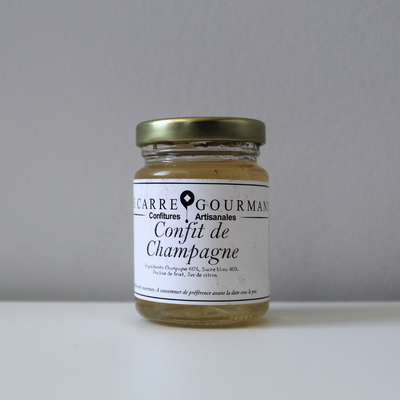 CARRE GOURMAN
Confitures Artisanales
Confit de
Champagne
Ingrédients: Champagne 60%, Sucre blanc 40%,
Pectine de fruit, Jus de citron
A consommer de préférence avant la date sous le pot.